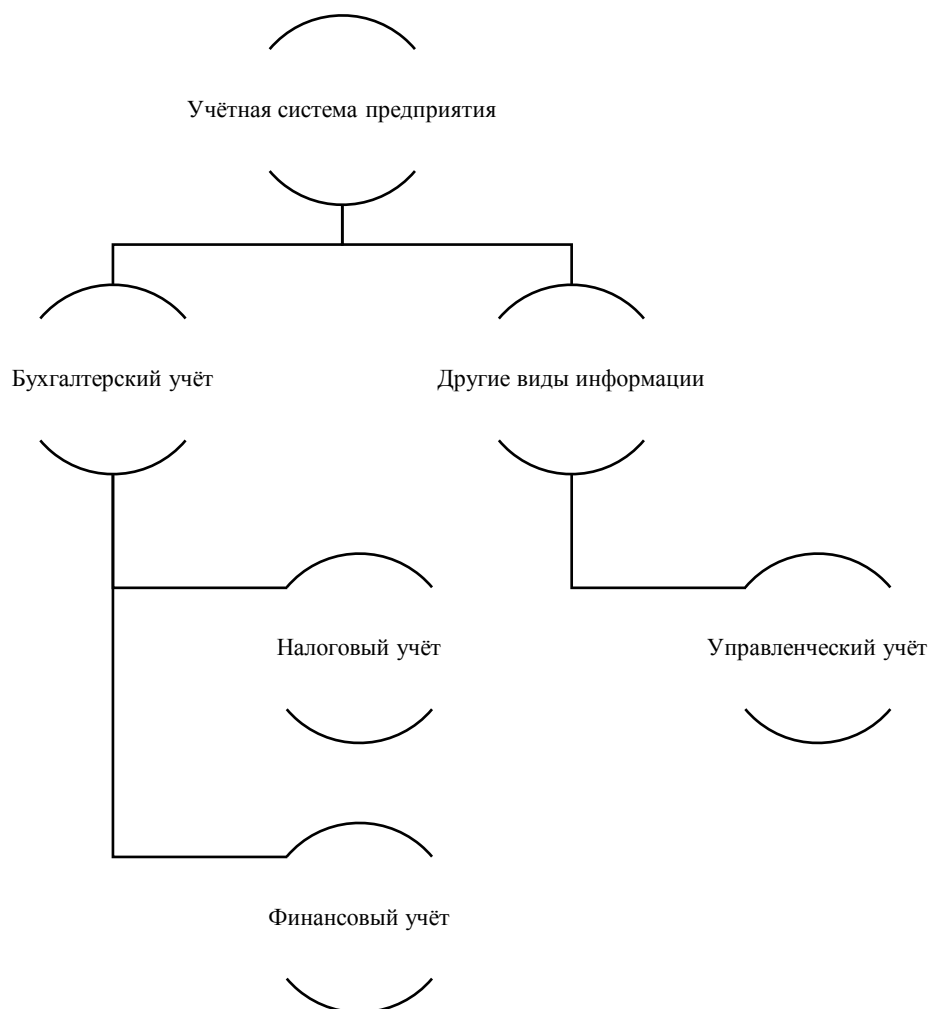 Учётная система предприятия
Бухгалтерский учёт
Другие виды информации
Налоговый учёт
Управленческий учёт
Финансовый учёт